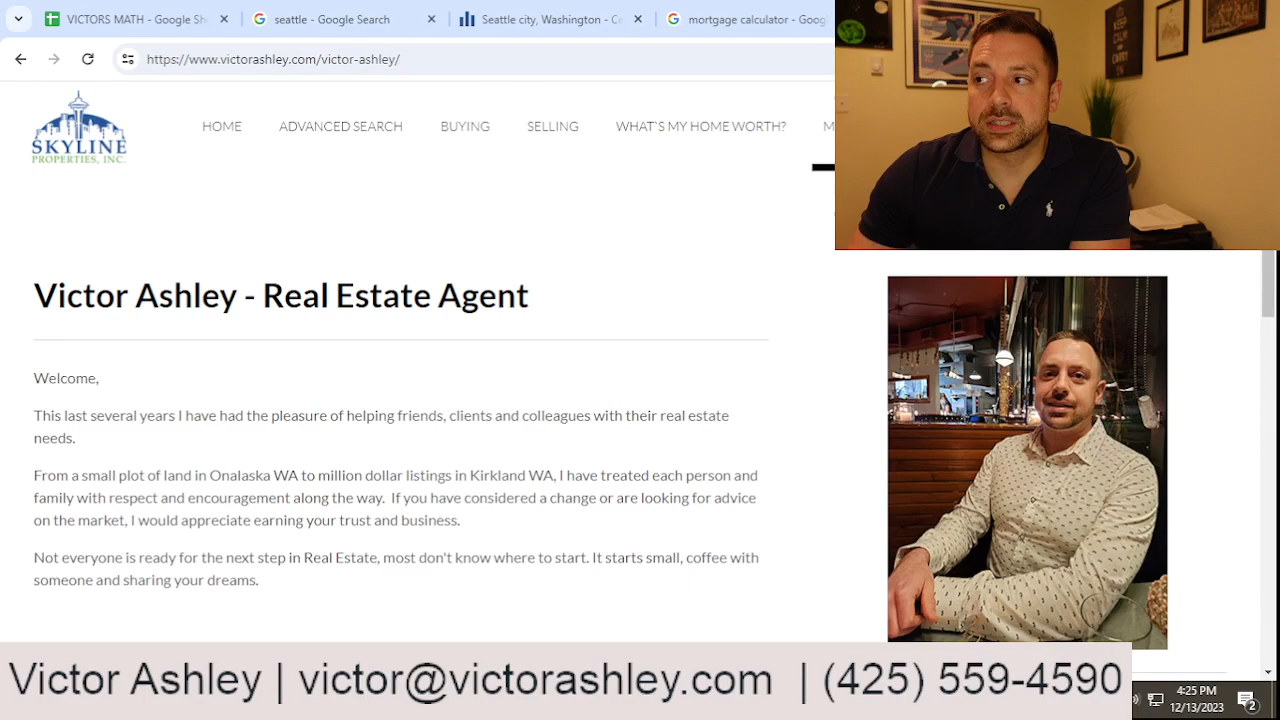 VICTORS MATH - Google Sh
seattle - Google Search
Seattle city, Washington - Ce
mortgage calculator - Goog
https://www.victorashley.com/victor-ashley/
SKYLINE
PROPERTIES, INC.
HOME
ADVANCED SEARCH
BUYING
SELLING
WHAT'S MY HOME WORTH?
M
KEEP
CALM
AND
CARRY
Victor Ashley - Real Estate Agent
Welcome,
This last several years I have had the pleasure of helping friends, clients and colleagues with their real estate
needs.
From a small plot of land in Onalaska WA to million dollar listings in Kirkland WA, I have treated each person and
family with respect and encouragement along the way. If you have considered a change or are looking for advice
on the market, I would appreciate earning your trust and business.
Not everyone is ready for the next step in Real Estate, most don't know where to start. It starts small, coffee with
someone and sharing your dreams.
Victor Ashley | victor@victorashley.com | (425) 559-4590
4:25 PM
12/13/2023
2